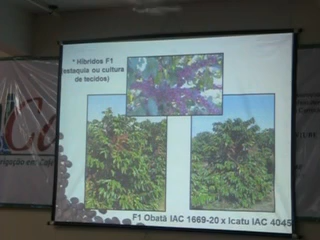 * Híbridos F1
(estaquia ou cultura
de tecidos)
F1 Obatã IAC 1669-20 x Icatu IAC 4045